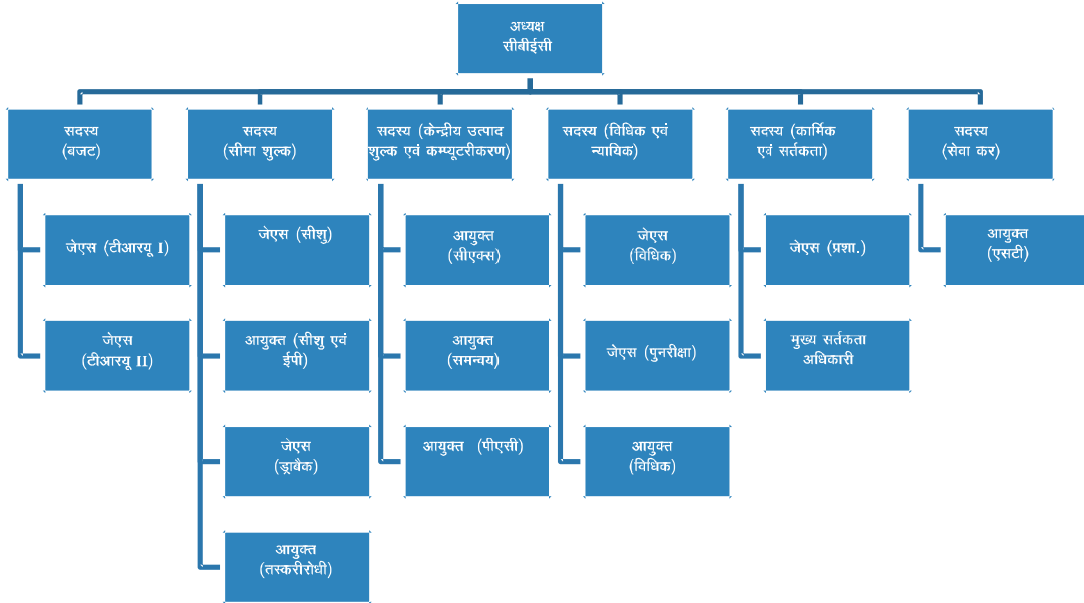 अध्यक्ष
सीबीईसी
सदस्य
(बजट)
सदस्य
(सीमा शुल्क)
सदस्य (केन्द्रीय उत्पाद
शुल्क एवं कम्प्यूटरीकरण)
सदस्य (विधिक एवं
न्यायिक)
सदस्य (कार्मिक
एवं सर्तकता)
सदस्य
(सेवा कर)
जेएस (टीआरयू I)
जेएस (सीशु)
आयुक्त
(सीएक्स)
जेएस
(विधिक)
जेएस (प्रशा.)
आयुक्त
(एसटी)
जेएस
(टीआरयू II)
आयुक्त (सीशु एवं
ईपी)
आयुक्त
(समन्वय)
जेएस (पुनरीक्षा)
मुख्य सर्तकता
अधिकारी
जेएस
(ड्राबैक)
आयुक्त (पीएसी)
आयुक्त
(विधिक)
आयुक्त
(तस्करीरोधी)